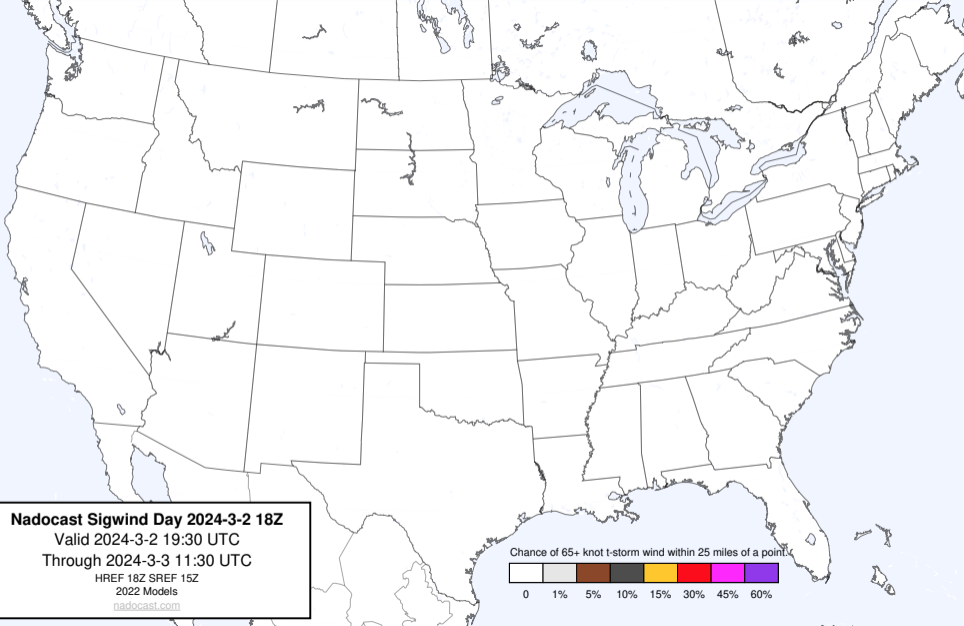 Nadocast Sigwind Day 2024-3-2 18Z
Valid 2024-3-2 19:30 UTC
Through 2024-3-3 11:30 UTC
HREF 18Z SREF 15Z
2022 Models
nadocast.com
Chance of 65+ knot t-storm wind within 25 miles of a point.
0 1% 5% 10% 15% 30% 45% 60%